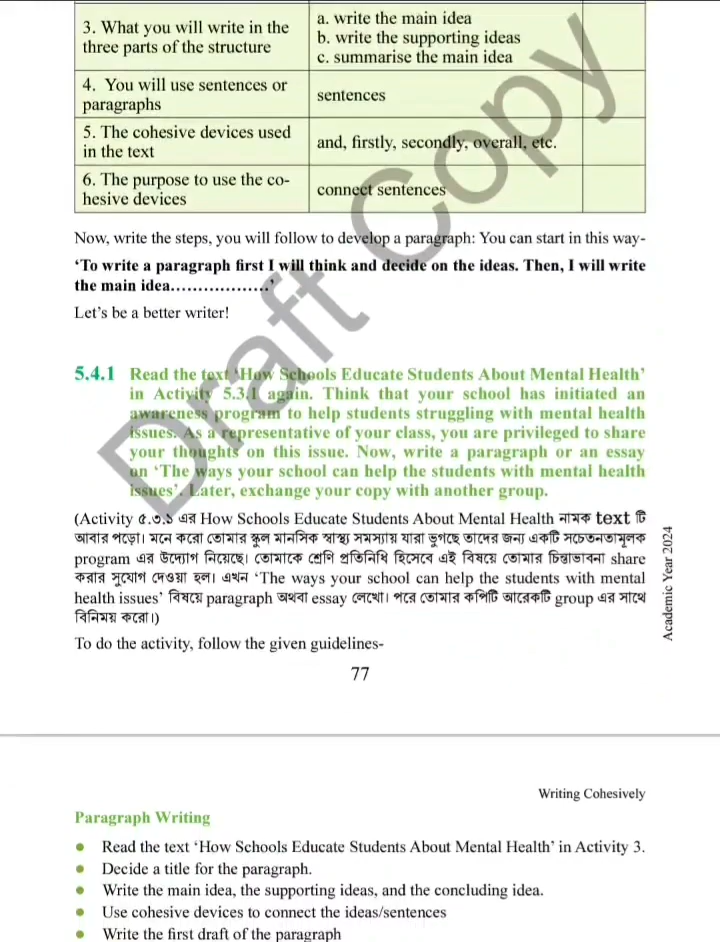 3. What you will write in the
three parts of the structure
a. write the main idea
b. write the supporting ideas
c. summarise the main idea
4. You will use sentences or
paragraphs
sentences
5. The cohesive devices used
in the text
and, firstly, secondly, overall, etc.
6. The purpose to use the co-
hesive devices
connect sentences
Now, write the steps, you will follow to develop a paragraph: You can start in this way-
‘To write a paragraph first I will think and decide on the ideas. Then, I will write
the main idea………………’
Let’s be a better writer!
5.4.1 Read the text ‘How Schools Educate Students About Mental Health’
in Activity 5.3.1 again. Think that your school has initiated an
awareness program to help students struggling with mental health
issues. As a representative of your class, you are privileged to share
your thoughts on this issue. Now, write a paragraph or an essay
on ‘The ways your school can help the students with mental health
issues’. Later, exchange your copy with another group.
(Activity ৫.৩.১ এর How Schools Educate Students About Mental Health নামক text টি
আবার পড়ো। মনে করো তোমার স্কুল মানসিক স্বাস্থ্য সমস্যায় যারা ভুগছে তাদের জন্য একটি সচেতনতামূলক
program এর উদ্যোগ নিয়েছে। তোমাকে শ্রেণি প্রতিনিধি হিসেবে এই বিষয়ে তোমার চিন্তাভাবনা share
করার সুযোগ দেওয়া হল। এখন ‘The ways your school can help the students with mental
health issues’ বিষয়ে paragraph অথবা essay লেখো। পরে তোমার কপিটি আরেকটি group এর সাথে
বিনিময় করো।)
To do the activity, follow the given guidelines-
77
Academic Year 2024
Draft Copy
Writing Cohesively
Paragraph Writing
● Read the text ‘How Schools Educate Students About Mental Health’ in Activity 3.
● Decide a title for the paragraph.
● Write the main idea, the supporting ideas, and the concluding idea.
● Use cohesive devices to connect the ideas/sentences
● Write the first draft of the paragraph